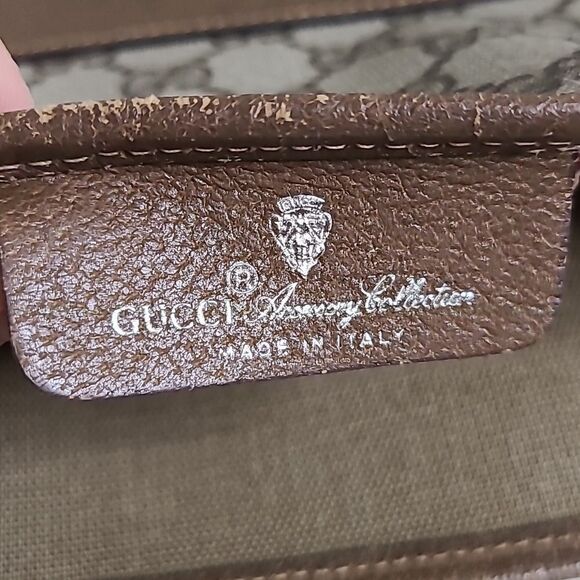 GUCCI ® Accessory Collection
MADE IN ITALY